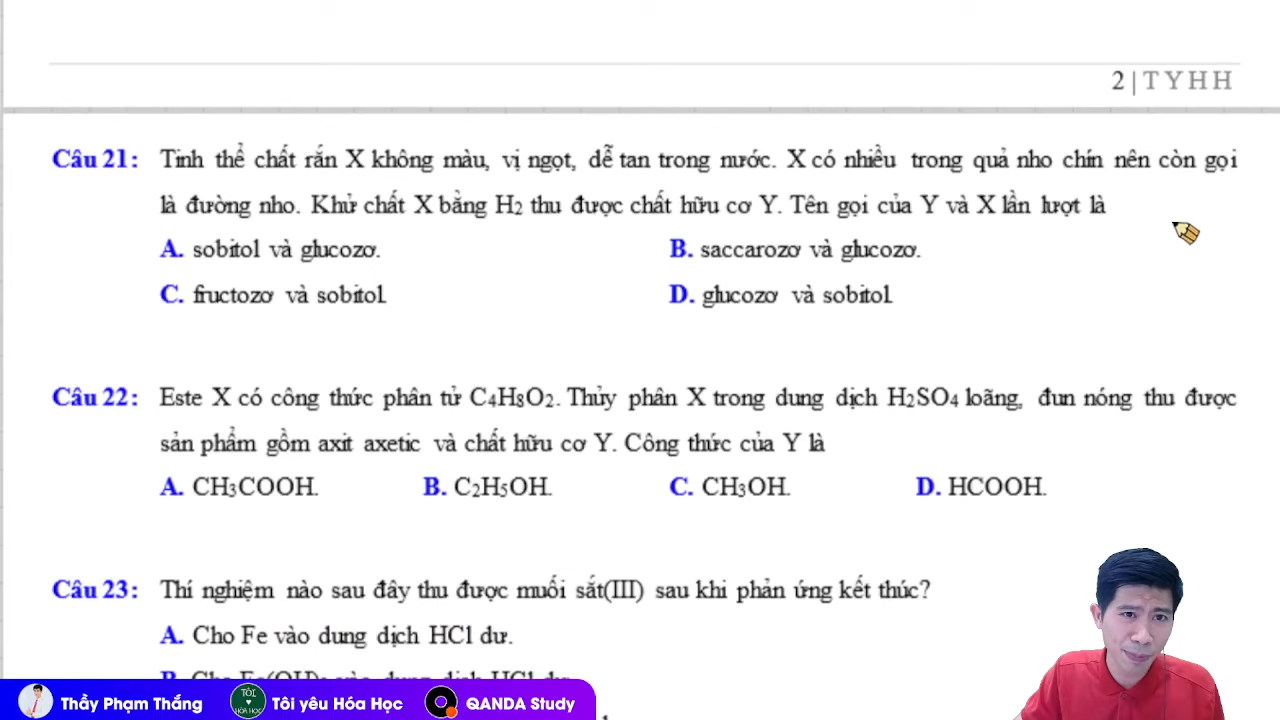 2 | T Y H H
Câu 21: Tinh thể chất rắn X không màu, vị ngọt, dễ tan trong nước. X có nhiều trong quả nho chín nên còn gọi
là đường nho. Khử chất X bằng H₂ thu được chất hữu cơ Y. Tên gọi của Y và X lần lượt là
A. sobitol và glucozơ. B. saccarozơ và glucozơ.
C. fructozơ và sobitol. D. glucozơ và sobitol.
Câu 22: Este X có công thức phân tử C₄H₈O₂. Thủy phân X trong dung dịch H₂SO₄ loãng, đun nóng thu được
sản phẩm gồm axit axetic và chất hữu cơ Y. Công thức của Y là
A. CH₃COOH. B. C₂H₅OH. C. CH₃OH. D. HCOOH.
Câu 23: Thí nghiệm nào sau đây thu được muối sắt(III) sau khi phản ứng kết thúc?
A. Cho Fe vào dung dịch HCl dư.
Thầy Phạm Thắng TÔI ♥ HÓA HỌC Tôi yêu Hóa Học QANDA Study